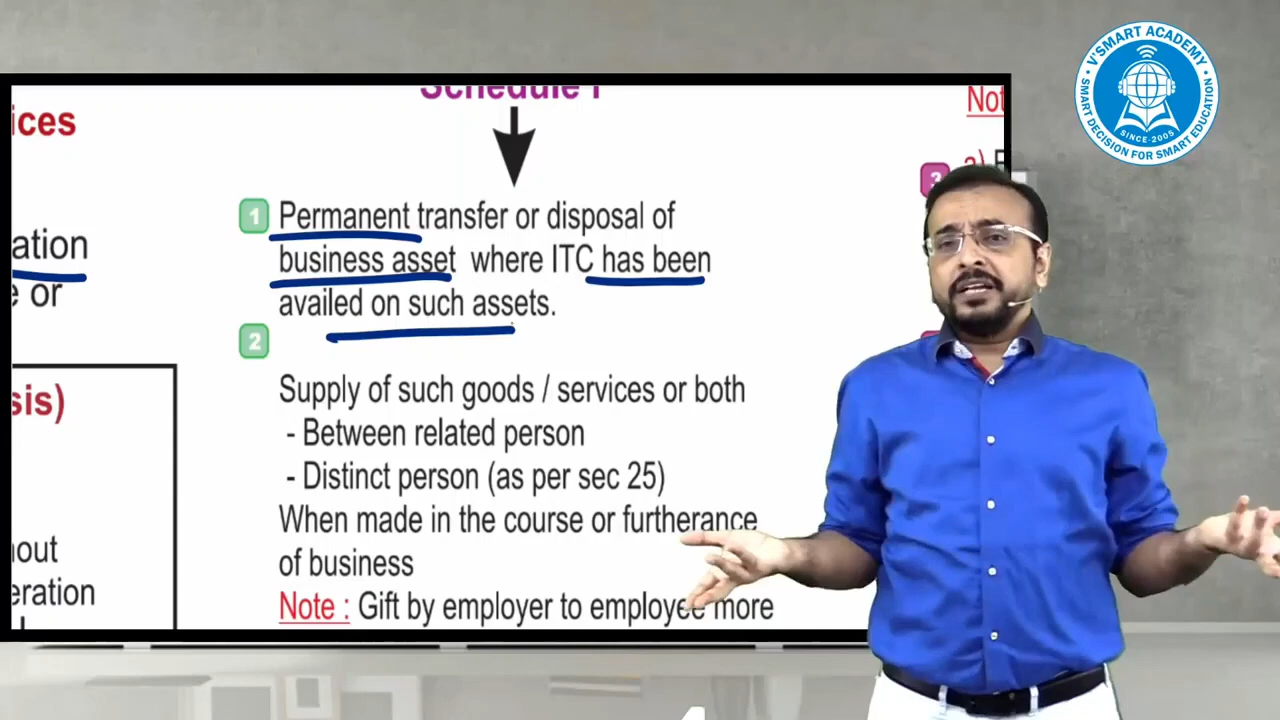 Schedule I
ices
ation
e or
sis)
out
eration
1 Permanent transfer or disposal of
business asset where ITC has been
availed on such assets.
2
Supply of such goods / services or both
- Between related person
- Distinct person (as per sec 25)
When made in the course or furtherance
of business
Note : Gift by employer to employee more
Not
3 a)
V'SMART ACADEMY
SINCE-2005
SMART DECISION FOR SMART EDUCATION